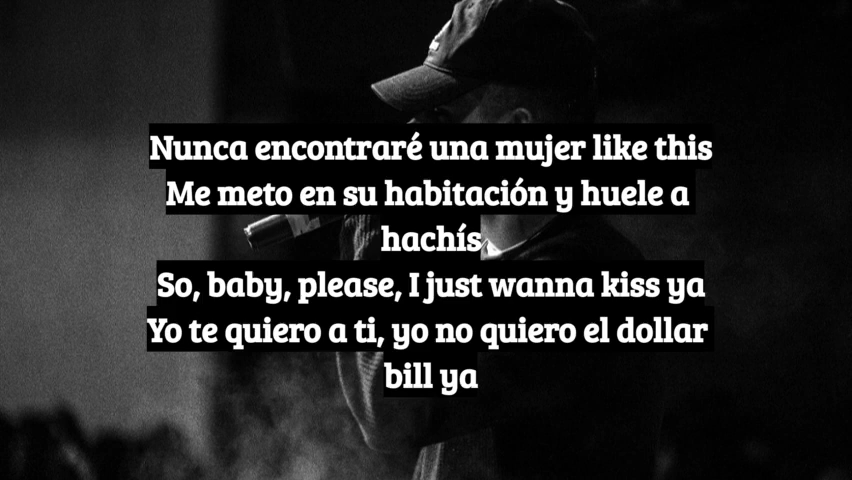 Nunca encontraré una mujer like this
Me meto en su habitación y huele a
hachís
So, baby, please, I just wanna kiss ya
Yo te quiero a ti, yo no quiero el dollar
bill ya